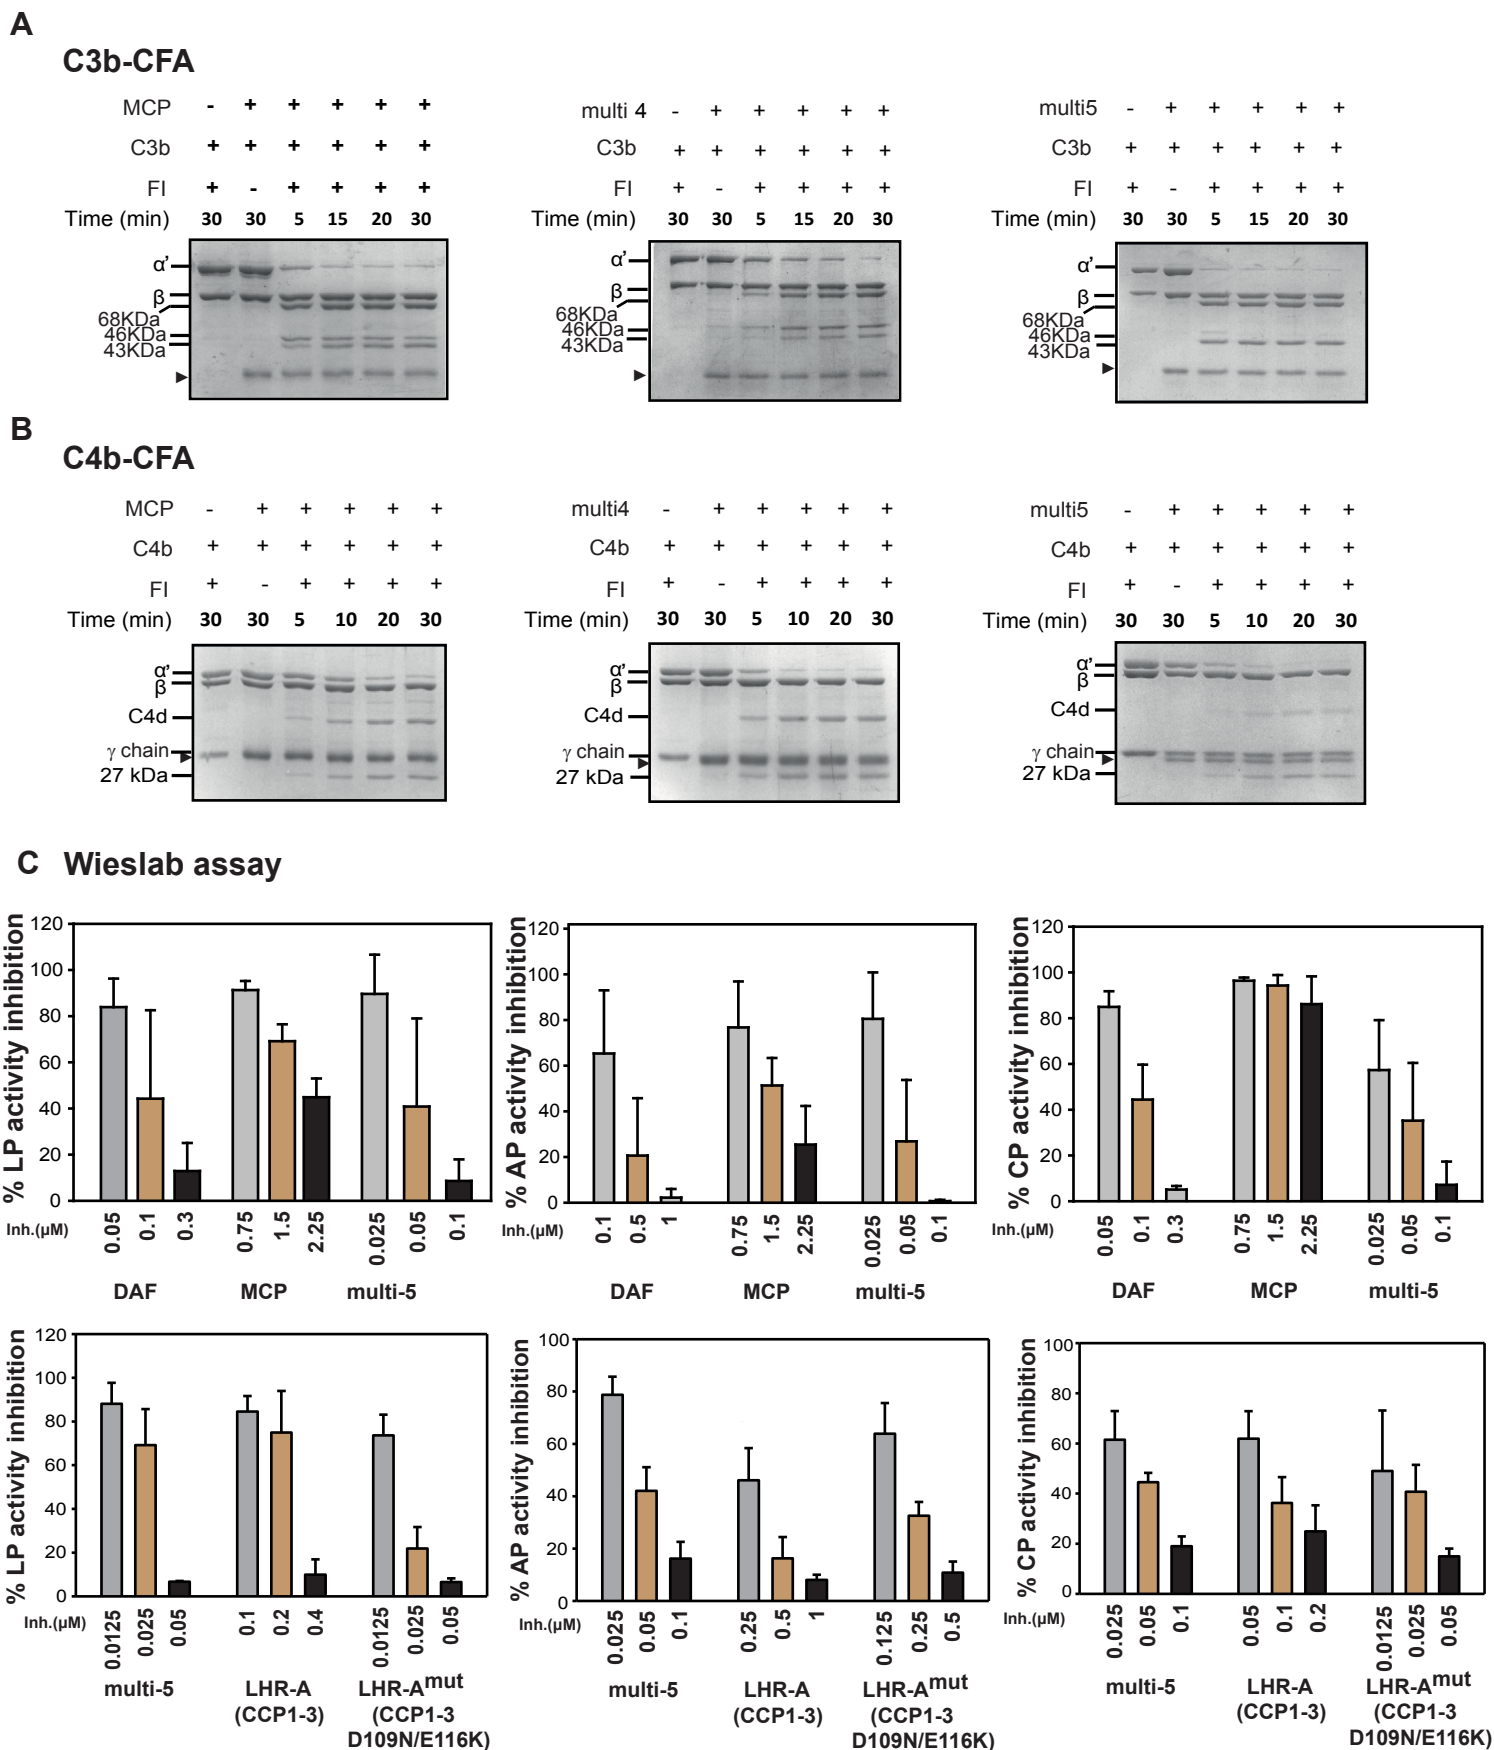 A
C3b-CFA
MCP - + + + + +
C3b + + + + + +
FI + - + + + +
Time (min) 30 30 5 15 20 30
α'
β
68KDa
46KDa
43KDa
multi 4 - + + + + +
C3b + + + + + +
FI + - + + + +
Time (min) 30 30 5 15 20 30
α'
β
68KDa
46KDa
43KDa
multi5 - + + + + +
C3b + + + + + +
FI + - + + + +
Time (min) 30 30 5 15 20 30
α'
β
68KDa
46KDa
43KDa
B
C4b-CFA
MCP - + + + + +
C4b + + + + + +
FI + - + + + +
Time (min) 30 30 5 10 20 30
α'
β
C4d
γ chain
27 kDa
multi4 - + + + + +
C4b + + + + + +
FI + - + + + +
Time (min) 30 30 5 10 20 30
α'
β
C4d
γ chain
27 kDa
multi5 - + + + + +
C4b + + + + + +
FI + - + + + +
Time (min) 30 30 5 10 20 30
α'
β
C4d
γ chain
27 kDa
C Wieslab assay
% LP activity inhibition
120
100
80
60
40
20
0
Inh.(µM) 0.05 0.1 0.3 0.75 1.5 2.25 0.025 0.05 0.1
DAF MCP multi-5
% AP activity inhibition
120
100
80
60
40
20
0
Inh.(µM) 0.1 0.5 1 0.75 1.5 2.25 0.025 0.05 0.1
DAF MCP multi-5
% CP activity inhibition
120
100
80
60
40
20
0
Inh.(µM) 0.05 0.1 0.3 0.75 1.5 2.25 0.025 0.05 0.1
DAF MCP multi-5
% LP activity inhibition
120
100
80
60
40
20
0
Inh.(µM) 0.0125 0.025 0.05 0.1 0.2 0.4 0.0125 0.025 0.05
multi-5 LHR-A LHR-Amut
(CCP1-3) (CCP1-3
D109N/E116K)
% AP activity inhibition
100
80
60
40
20
0
Inh.(µM) 0.025 0.05 0.1 0.25 0.5 1 0.125 0.25 0.5
multi-5 LHR-A LHR-Amut
(CCP1-3) (CCP1-3
D109N/E116K)
% CP activity inhibition
100
80
60
40
20
0
Inh.(µM) 0.025 0.05 0.1 0.05 0.1 0.2 0.0125 0.025 0.05
multi-5 LHR-A LHR-Amut
(CCP1-3) (CCP1-3
D109N/E116K)